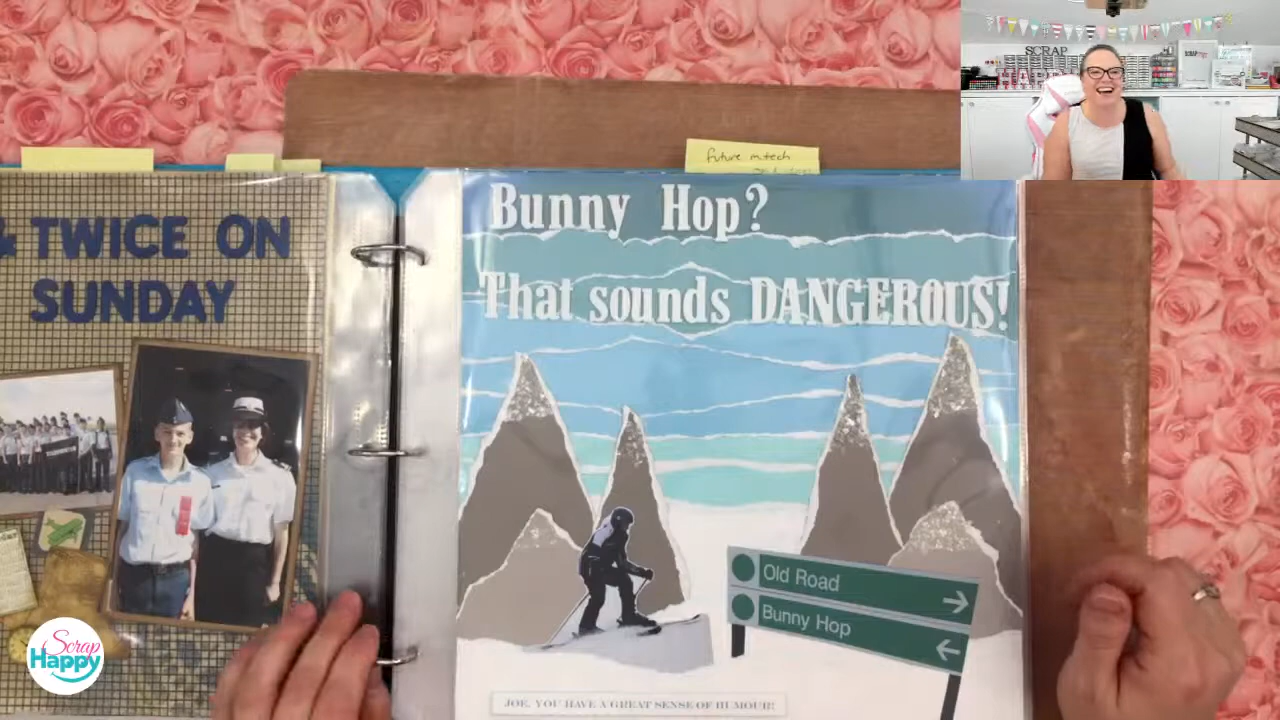 & TWICE ON
SUNDAY
future mtech
Bunny Hop?
That sounds DANGEROUS!
Old Road
Bunny Hop
JOE, YOU HAVE A GREAT SENSE OF HUMOUR!
SCRAP
HAPPY
Scrap
Happy